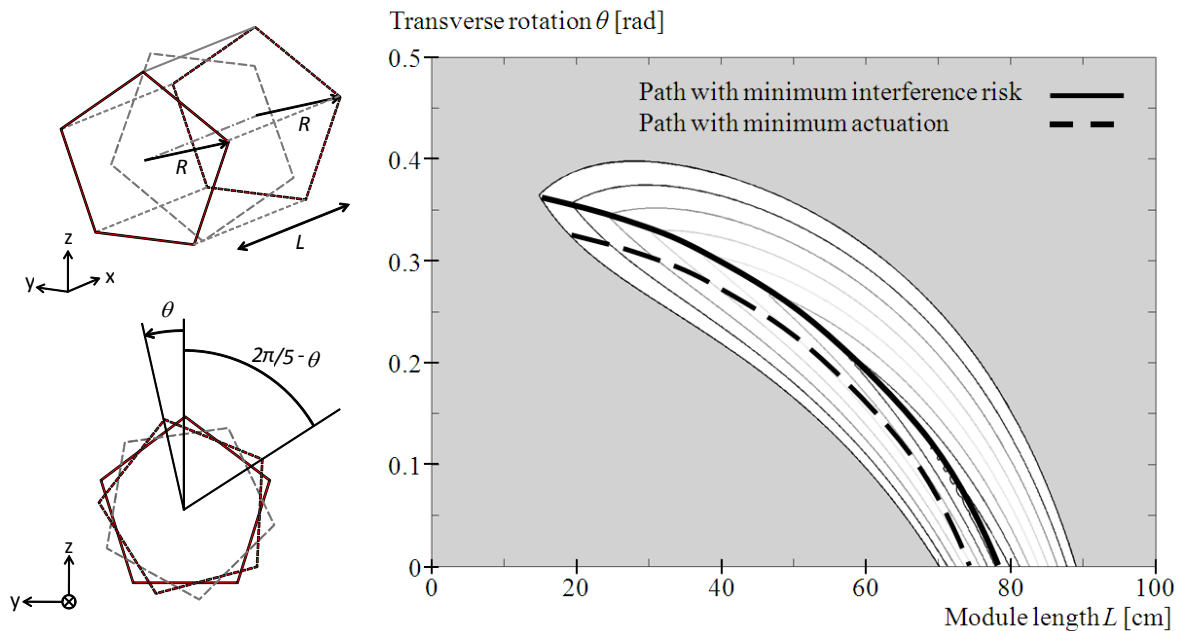 R
R
L
z
y
x
θ
2π/5 - θ
z
y
Transverse rotation θ [rad]
0.5
0.4
0.3
0.2
0.1
0
Path with minimum interference risk
Path with minimum actuation
0
20
40
60
80
100
Module length L [cm]